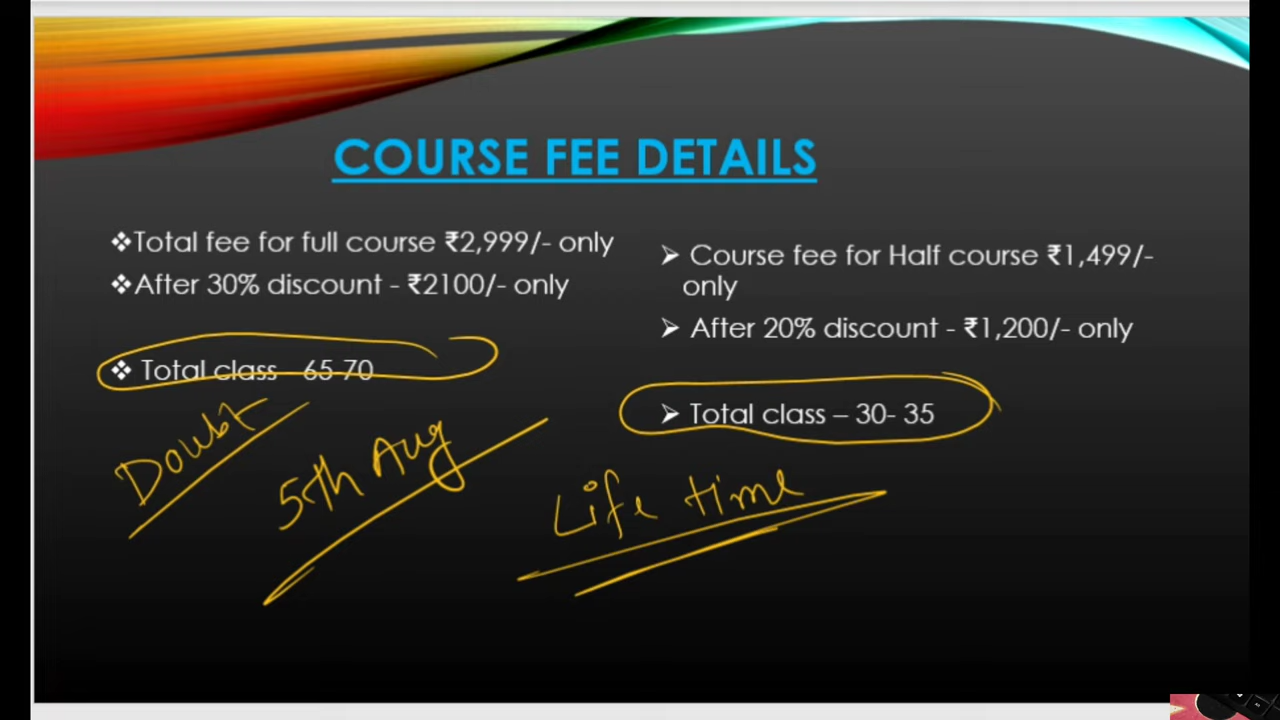 COURSE FEE DETAILS
❖Total fee for full course ₹2,999/- only
❖After 30% discount - ₹2100/- only
❖ Total class - 65-70
➤ Course fee for Half course ₹1,499/-
only
➤ After 20% discount - ₹1,200/- only
➤ Total class – 30- 35
Doubt
5th Aug
Life time